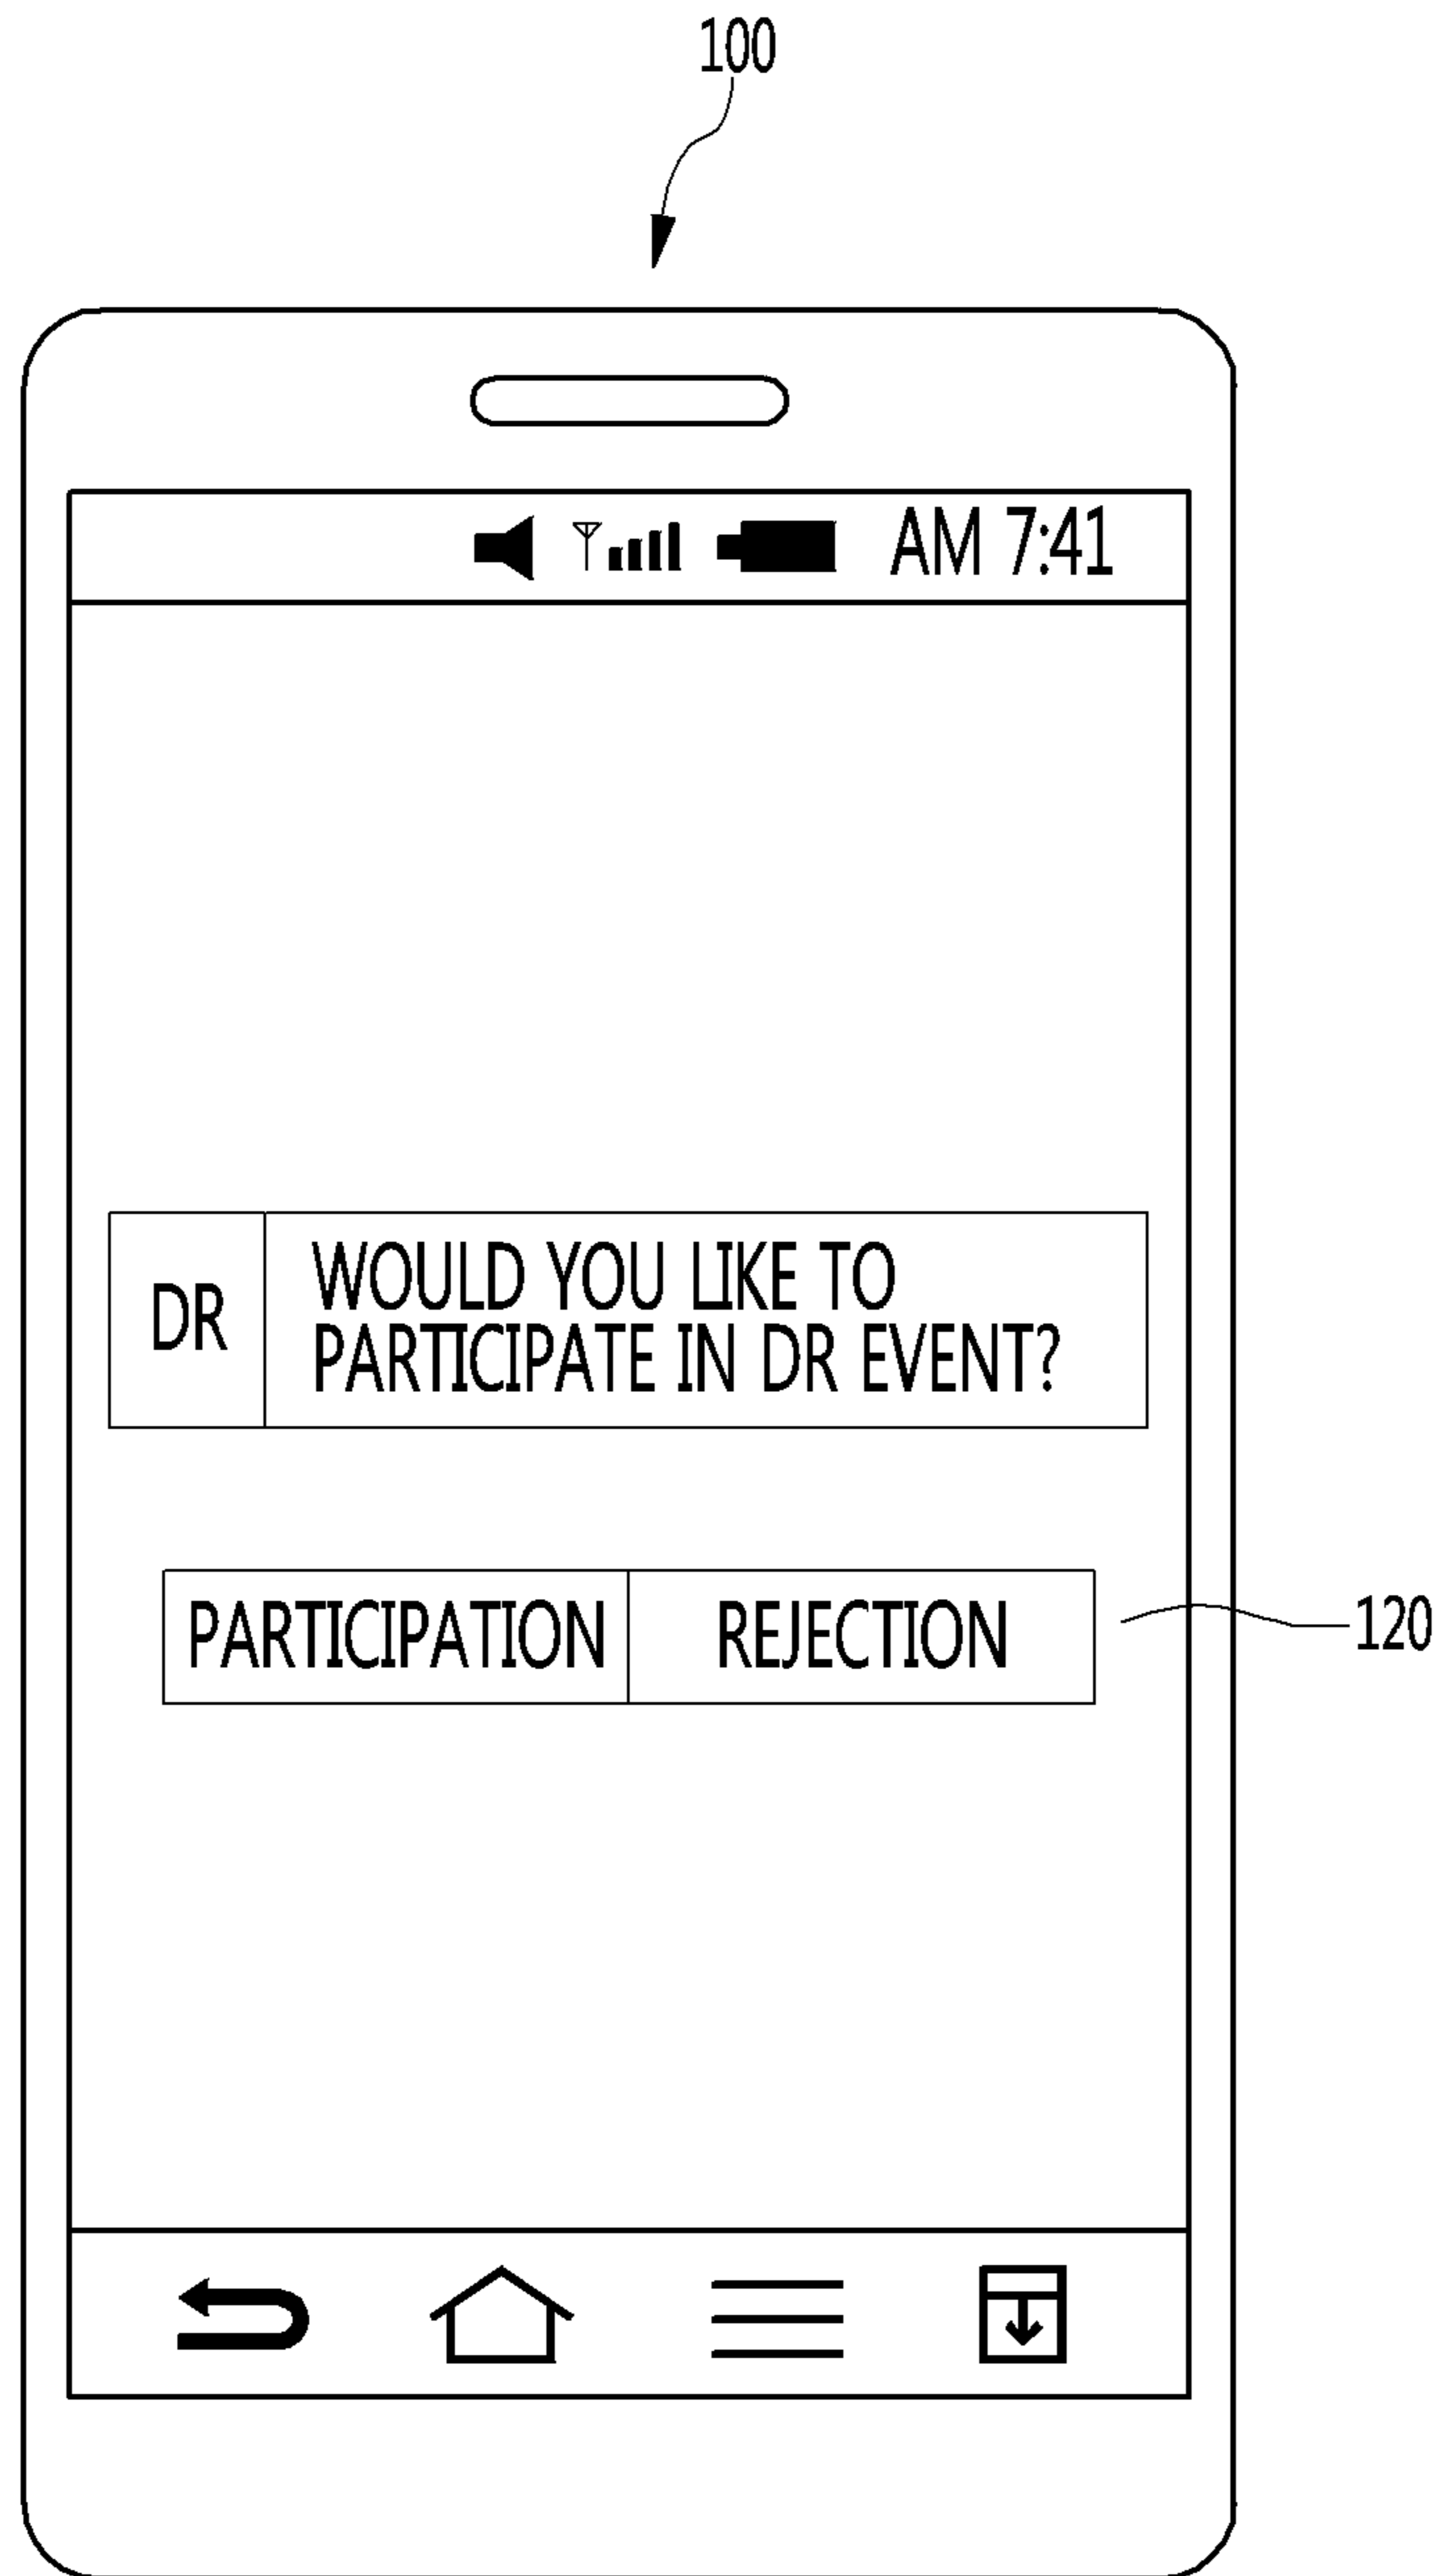 100
AM 7:41
DR
WOULD YOU LIKE TO
PARTICIPATE IN DR EVENT?
PARTICIPATION REJECTION
120